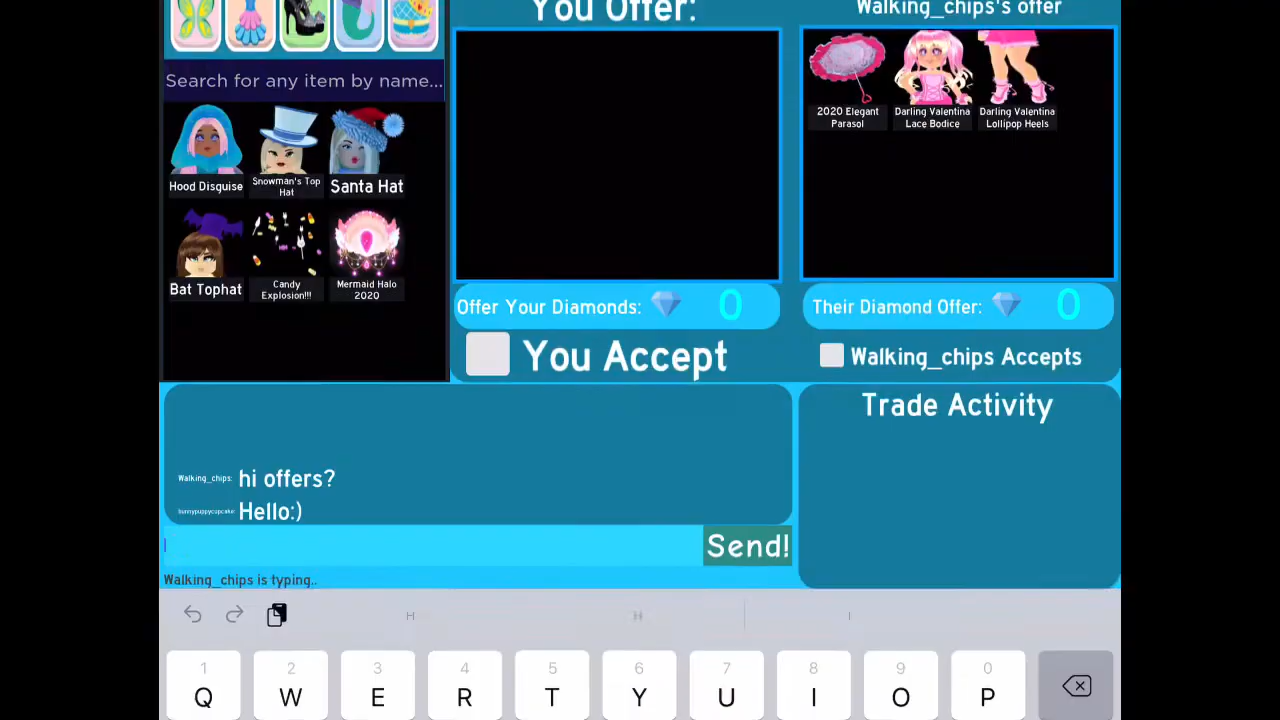 You Offer:
Walking_chips's offer
Search for any item by name...
Hood Disguise
Snowman's Top
Hat
Santa Hat
Bat Tophat
Candy
Explosion!!!
Mermaid Halo
2020
2020 Elegant
Parasol
Darling Valentina
Lace Bodice
Darling Valentina
Lollipop Heels
Offer Your Diamonds: 0
Their Diamond Offer: 0
You Accept
Walking_chips Accepts
Trade Activity
Walking_chips: hi offers?
bunnypuppycupcake: Hello:)
Send!
Walking_chips is typing..
H
H
I
1 2 3 4 5 6 7 8 9 0
Q W E R T Y U I O P